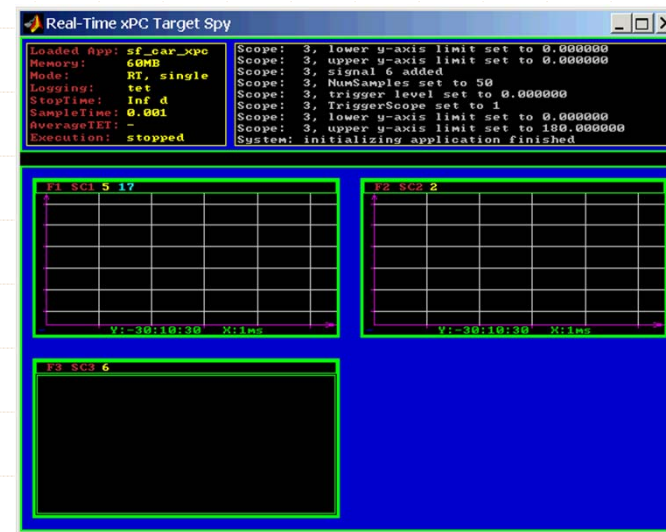 Real-Time xPC Target Spy
Loaded App: sf_car_xpc
Memory: 60MB
Mode: RT, single
Logging: tet
StopTime: Inf d
SampleTime: 0.001
AverageTET: -
Execution: stopped
Scope: 3, lower y-axis limit set to 0.000000
Scope: 3, upper y-axis limit set to 0.000000
Scope: 3, signal 6 added
Scope: 3, NumSamples set to 50
Scope: 3, trigger level set to 0.000000
Scope: 3, TriggerScope set to 1
Scope: 3, lower y-axis limit set to 0.000000
Scope: 3, upper y-axis limit set to 180.000000
System: initializing application finished
F1 SC1 5 17
Y:-30:10:30 X:1ms
F2 SC2 2
Y:-30:10:30 X:1ms
F3 SC3 6